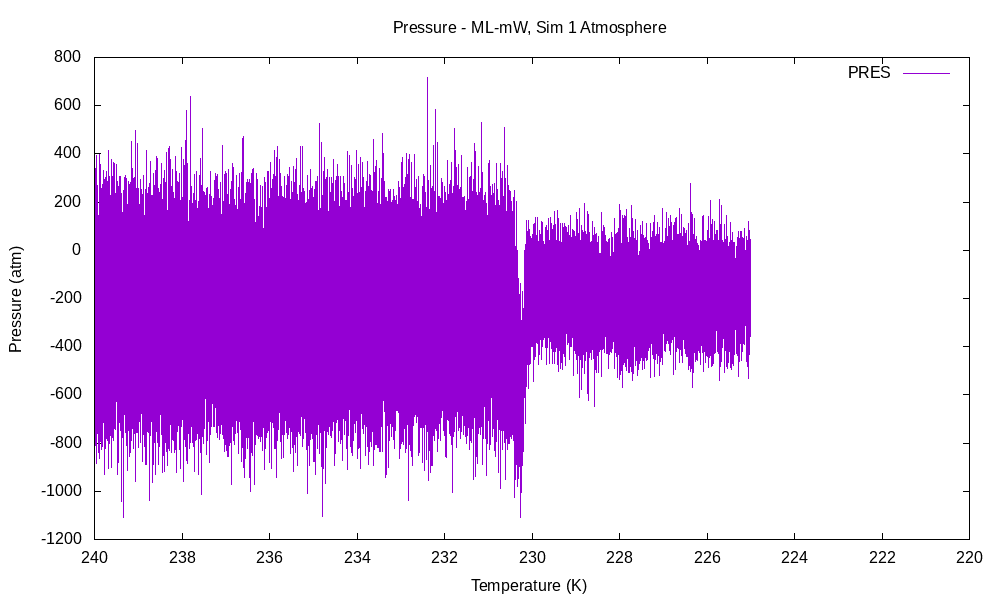 Pressure - ML-mW, Sim 1 Atmosphere
PRES
Pressure (atm)
800
600
400
200
0
-200
-400
-600
-800
-1000
-1200
240 238 236 234 232 230 228 226 224 222 220
Temperature (K)